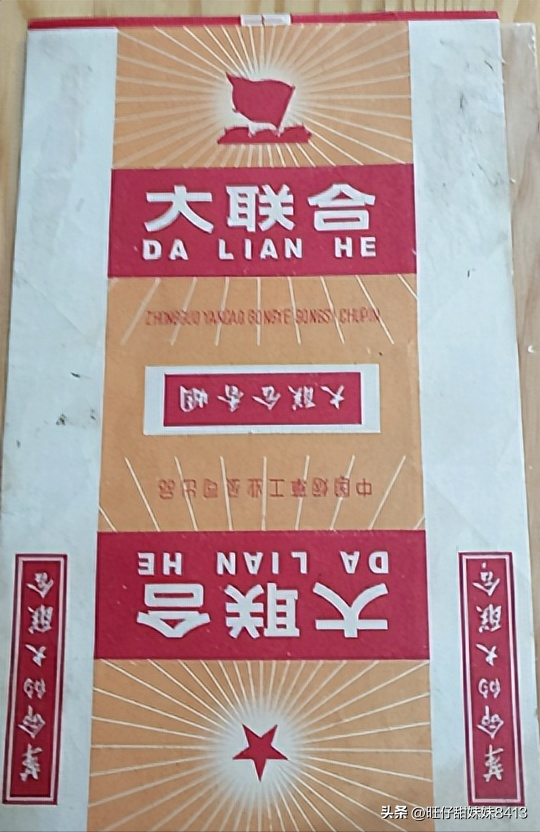 大联合
DA LIAN HE
ZHONGGUO YANCAO GONGYE GONGSI CHUPIN
大联合香烟
中国烟草工业公司出品
DA LIAN HE
大联合
革命的大联合
革命的大联合
头条 @旺仔甜妹妹8413